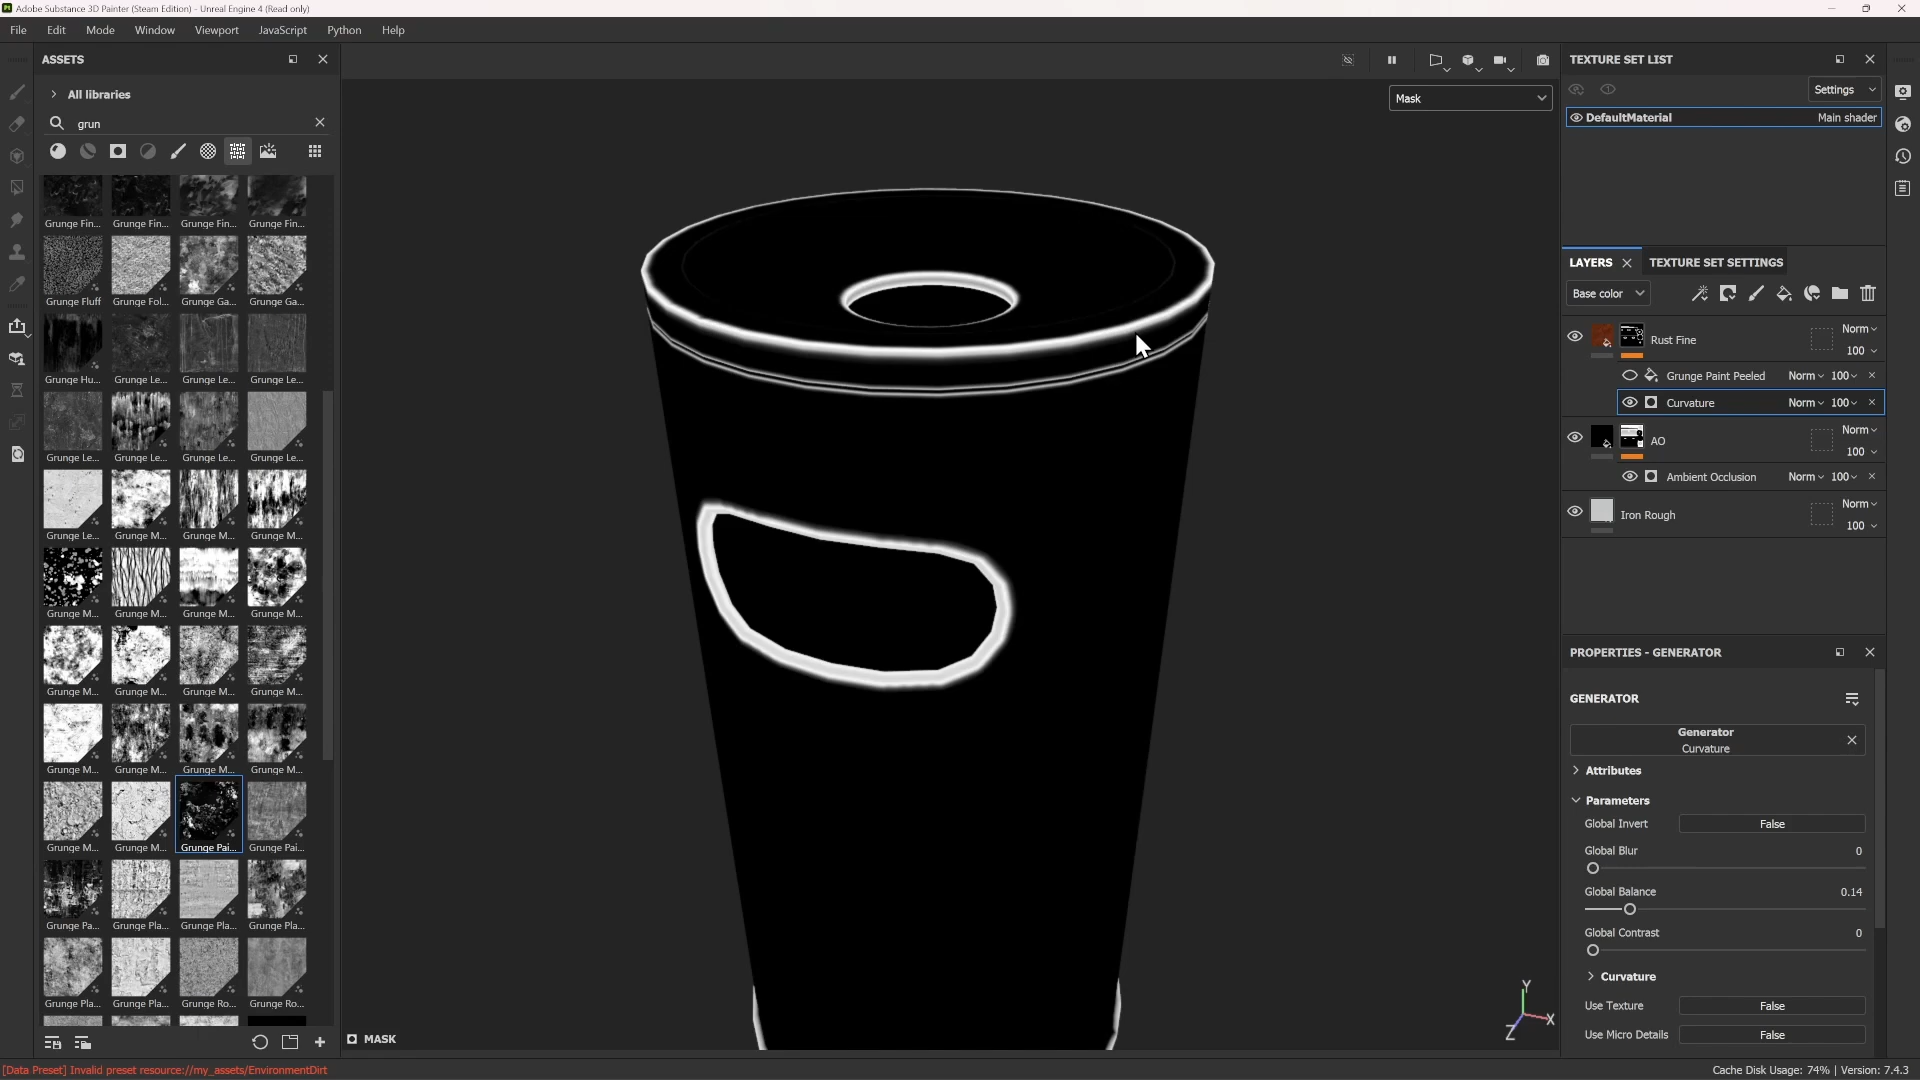 Adobe Substance 3D Painter (Steam Edition) - Unreal Engine 4 (Read only)
File Edit Mode Window Viewport JavaScript Python Help
ASSETS
All libraries
grun
Grunge Fin... Grunge Fin... Grunge Fin... Grunge Fin...
Grunge Fluff Grunge Fol... Grunge Ga... Grunge Ga...
Grunge Hu... Grunge Le... Grunge Le... Grunge Le...
Grunge Le... Grunge Le... Grunge Le... Grunge Le...
Grunge Le... Grunge M... Grunge M... Grunge M...
Grunge M... Grunge M... Grunge M... Grunge M...
Grunge M... Grunge M... Grunge M... Grunge M...
Grunge M... Grunge M... Grunge M... Grunge M...
Grunge M... Grunge M... Grunge Pai... Grunge Pai...
Grunge Pa... Grunge Pla... Grunge Pla... Grunge Pla...
Grunge Pla... Grunge Pla... Grunge Ro... Grunge Ro...
Mask
MASK
Y
X
Z
TEXTURE SET LIST
Settings
DefaultMaterial Main shader
LAYERS TEXTURE SET SETTINGS
Base color
Rust Fine Norm 100
Grunge Paint Peeled Norm 100
Curvature Norm 100
AO Norm 100
Ambient Occlusion Norm 100
Iron Rough Norm 100
PROPERTIES - GENERATOR
GENERATOR
Generator
Curvature
Attributes
Parameters
Global Invert False
Global Blur 0
Global Balance 0.14
Global Contrast 0
Curvature
Use Texture False
Use Micro Details False
[Data Preset] Invalid preset resource://my_assets/EnvironmentDirt
Cache Disk Usage: 74% | Version: 7.4.3